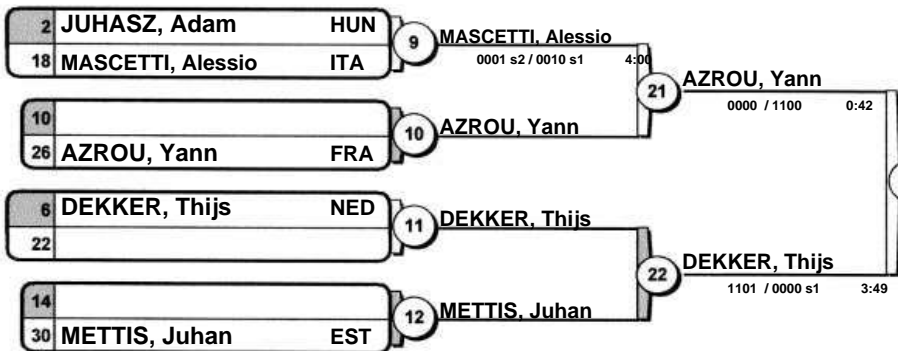 2 JUHASZ, Adam HUN
18 MASCETTI, Alessio ITA
9
MASCETTI, Alessio
0001 s2 / 0010 s1 4:00
10
26 AZROU, Yann FRA
10
AZROU, Yann
21
AZROU, Yann
0000 / 1100 0:42
6 DEKKER, Thijs NED
22
11
DEKKER, Thijs
14
30 METTIS, Juhan EST
12
METTIS, Juhan
22
DEKKER, Thijs
1101 / 0000 s1 3:49